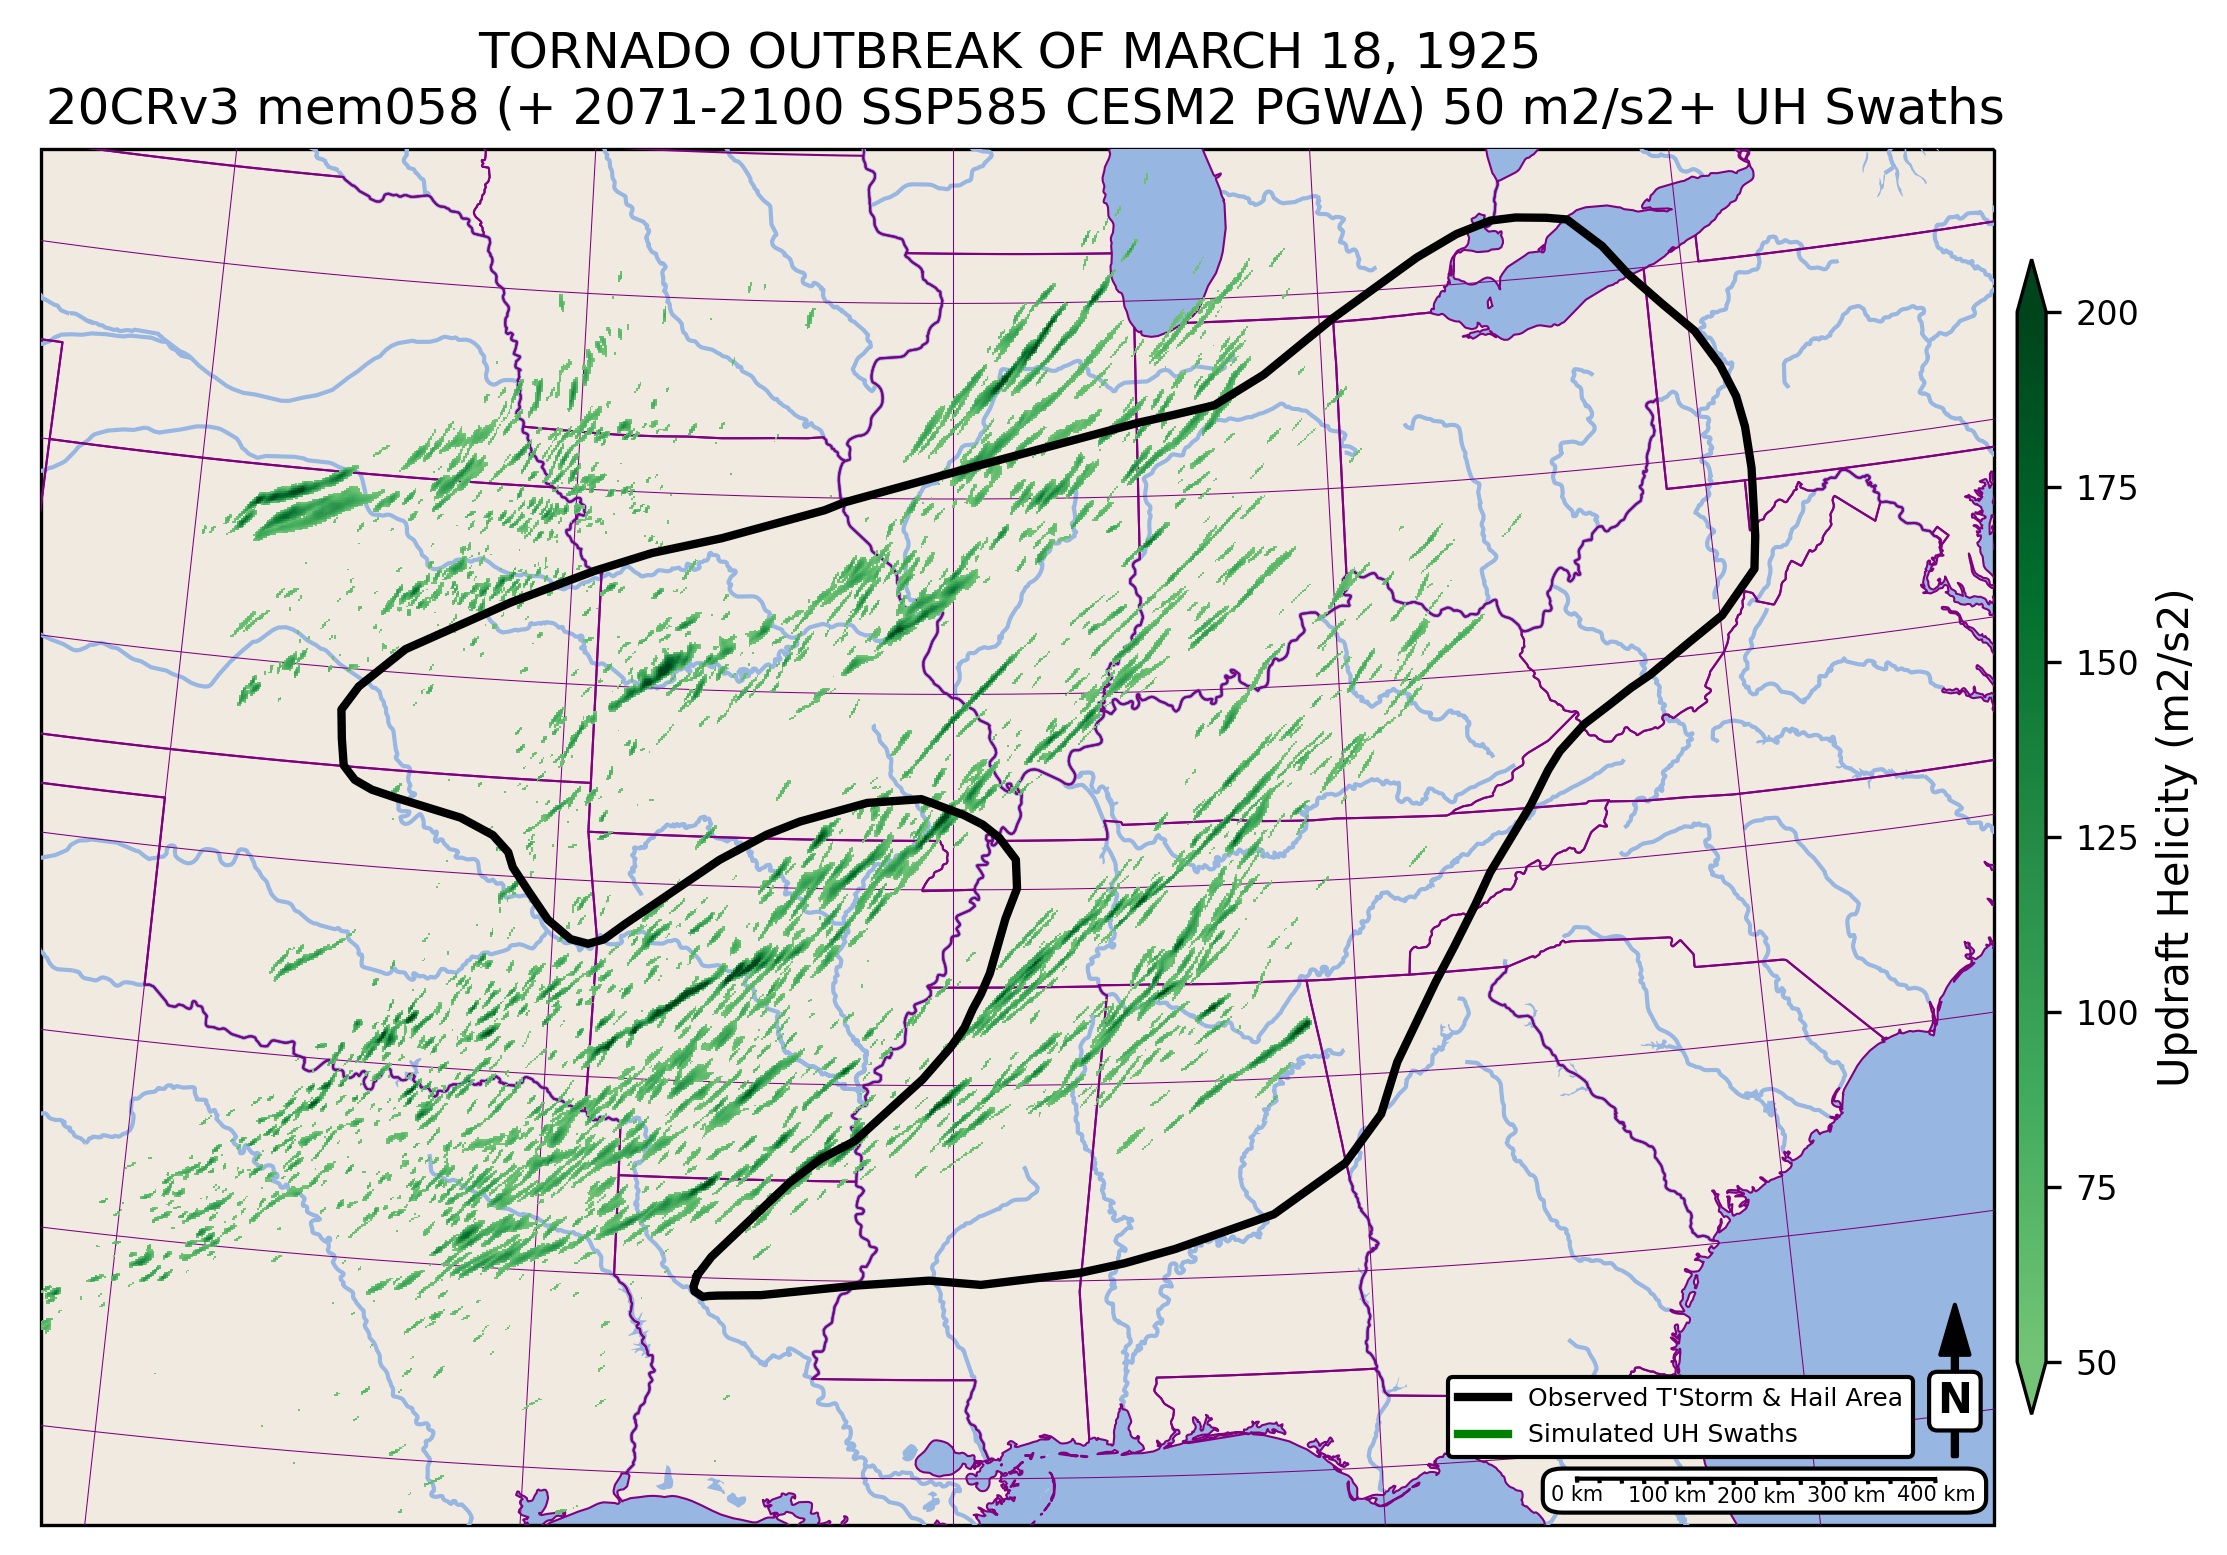 TORNADO OUTBREAK OF MARCH 18, 1925
20CRv3 mem058 (+ 2071-2100 SSP585 CESM2 PGWΔ) 50 m2/s2+ UH Swaths
200
175
150
125
100
75
50
Updraft Helicity (m2/s2)
Observed T'Storm & Hail Area
Simulated UH Swaths
N
0 km 100 km 200 km 300 km 400 km